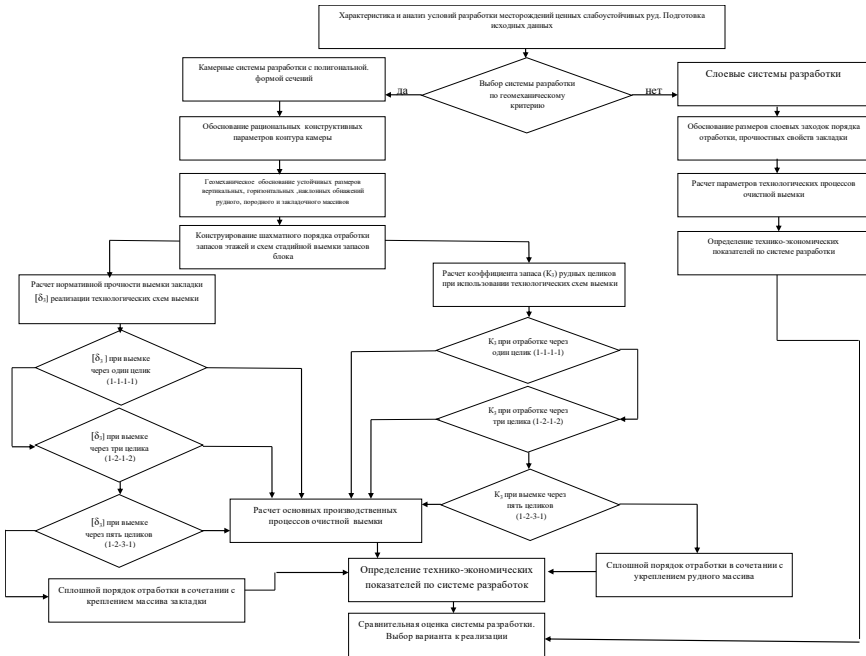 Характеристика и анализ условий разработки месторождений ценных слабоустойчивых руд. Подготовка
исходных данных
Камерные системы разработки с полигональной.
формой сечений
да
Выбор системы разработки
по геомеханическому
критерию
нет
Слоевые системы разработки
Обоснование рациональных конструктивных
параметров контура камеры
Обоснование размеров слоевых заходок порядка
отработки, прочностных свойств закладки
Геомеханическое обоснование устойчивых размеров
вертикальных, горизонтальных ,наклонных обнажений
рудного, породного и закладочного массивов
Расчет параметров технологических процессов
очистной выемки
Конструирование шахматного порядка отработки
запасов этажей и схем стадийной выемки запасов
блока
Определение технико-экономических
показателей по системе разработки
Расчет нормативной прочности выемки закладки
[δ₃] реализации технологических схем выемки
Расчет коэффициента запаса (К₃) рудных целиков
при использовании технологических схем выемки
[δ₃] при выемке
через один целик
(1-1-1-1)
К₃ при отработке через
один целик (1-1-1-1)
[δ₃] при выемке
через три целика
(1-2-1-2)
К₃ при отработке через
три целика (1-2-1-2)
[δ₃] при выемке
через пять целиков
(1-2-3-1)
Расчет основных производственных
процессов очистной выемки
К₃ при выемке через
пять целиков
(1-2-3-1)
Сплошной порядок отработки в сочетании с
креплением массива закладки
Определение технико-экономических
показателей по системе разработок
Сплошной порядок отработки в сочетании с
укреплением рудного массива
Сравнительная оценка системы разработки.
Выбор варианта к реализации